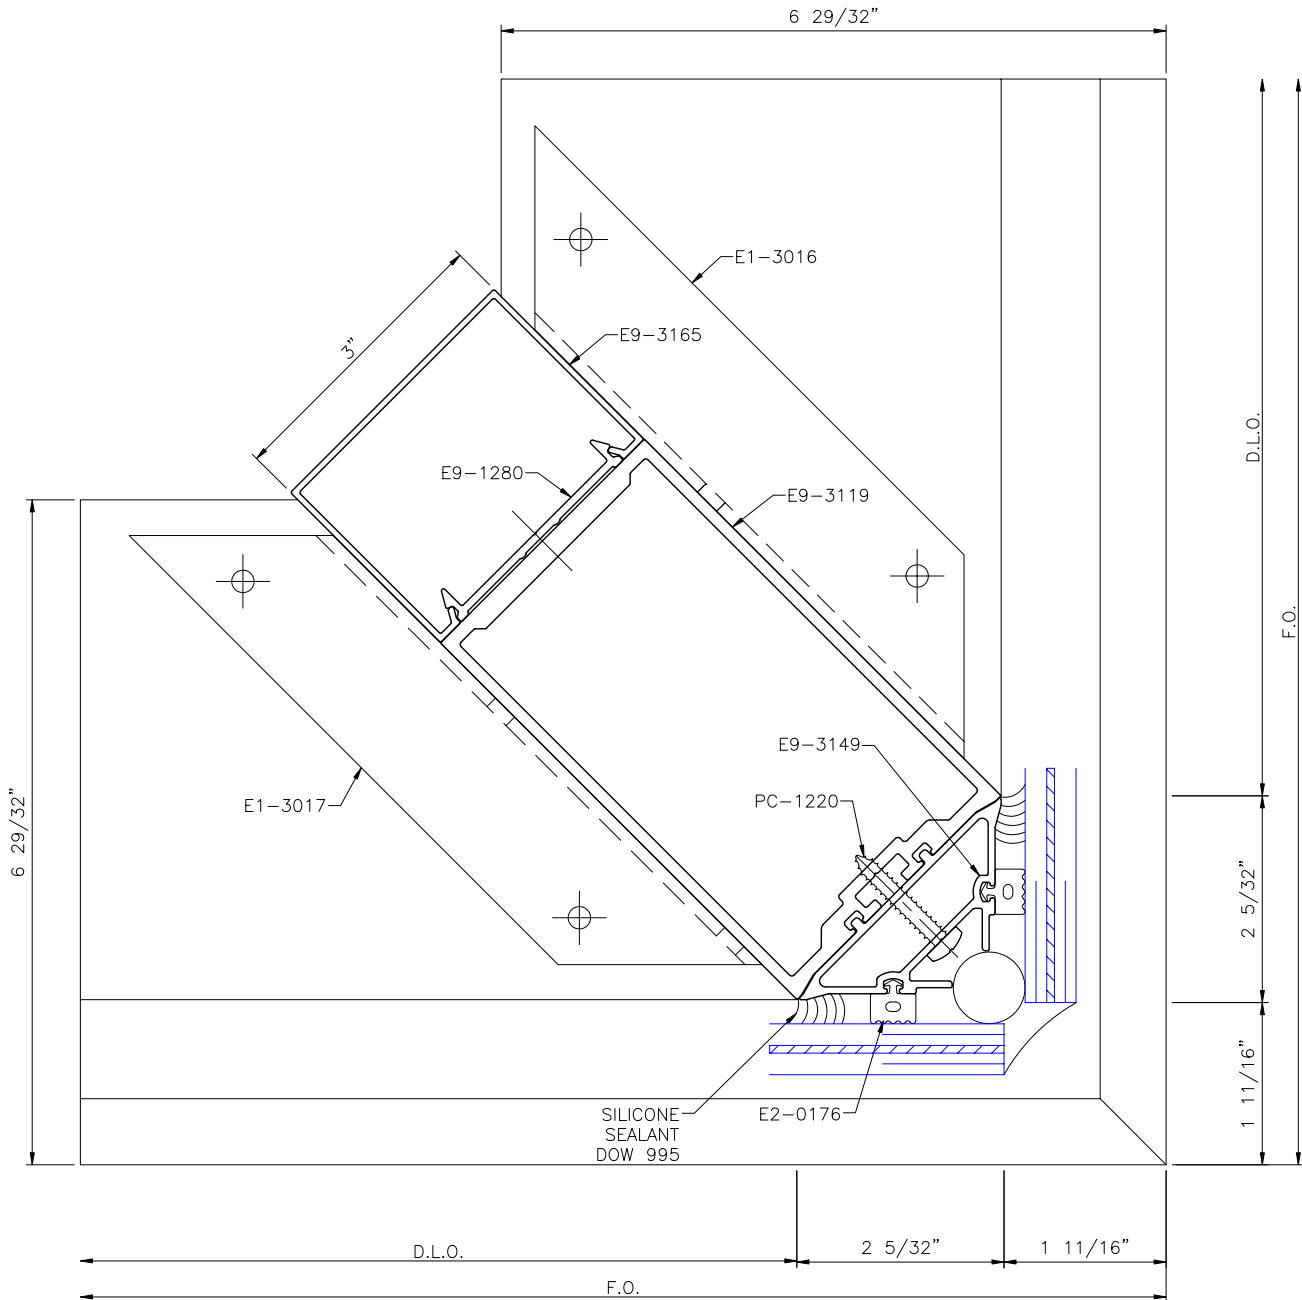 6 29/32”
E1-3016
E9-3165
3”
D.L.O.
E9-1280
E9-3119
F.O.
E9-3149
PC-1220
E1-3017
6 29/32”
2 5/32”
1 11/16”
SILICONE
SEALANT
DOW 995
E2-0176
D.L.O.
2 5/32”
1 11/16”
F.O.